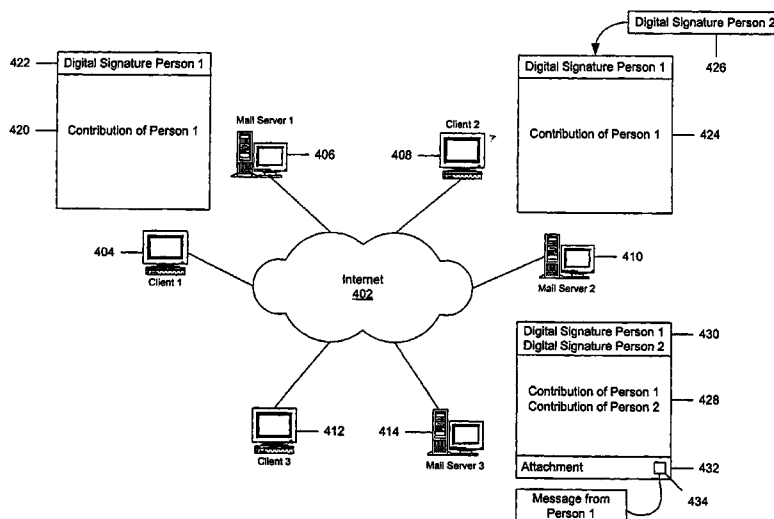 Digital Signature Person 2
426
422
Digital Signature Person 1
420
Contribution of Person 1
Mail Server 1
406
Client 2
408
Digital Signature Person 1
Contribution of Person 1
424
404
Client 1
Internet
402
410
Mail Server 2
Digital Signature Person 1
Digital Signature Person 2
430
Contribution of Person 1
Contribution of Person 2
428
412
Client 3
414
Mail Server 3
Attachment
432
434
Message from
Person 1